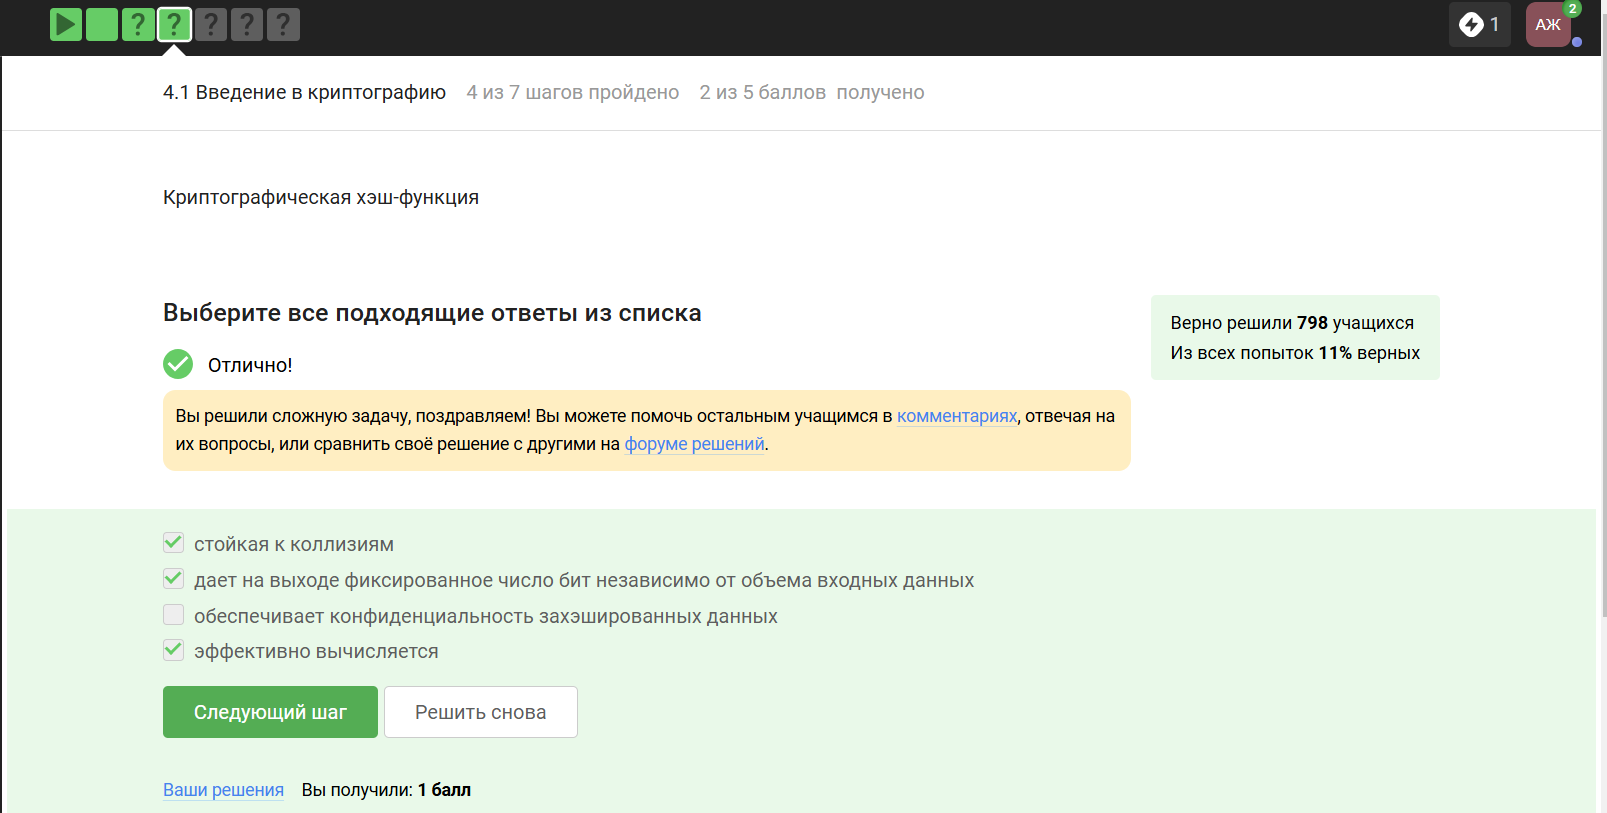 ? ? ? ? ?
1
АЖ
2
4.1 Введение в криптографию 4 из 7 шагов пройдено 2 из 5 баллов получено
Криптографическая хэш-функция
Выберите все подходящие ответы из списка
Верно решили 798 учащихся
Из всех попыток 11% верных
Отлично!
Вы решили сложную задачу, поздравляем! Вы можете помочь остальным учащимся в комментариях, отвечая на
их вопросы, или сравнить своё решение с другими на форуме решений.
стойкая к коллизиям
дает на выходе фиксированное число бит независимо от объема входных данных
обеспечивает конфиденциальность захэшированных данных
эффективно вычисляется
Следующий шаг
Решить снова
Ваши решения Вы получили: 1 балл